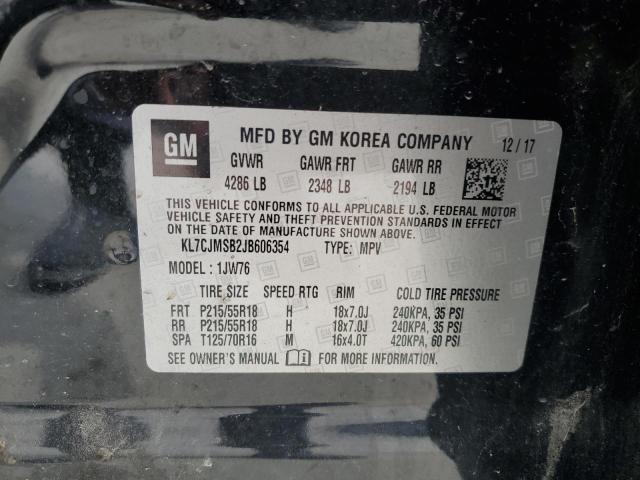 GM MFD BY GM KOREA COMPANY 12/17
GVWR GAWR FRT GAWR RR
4286 LB 2348 LB 2194 LB
THIS VEHICLE CONFORMS TO ALL APPLICABLE U.S. FEDERAL MOTOR
VEHICLE SAFETY AND THEFT PREVENTION STANDARDS IN EFFECT
ON THE DATE OF MANUFACTURE SHOWN ABOVE.
KL7CJMSB2JB606354 TYPE: MPV
MODEL : 1JW76
TIRE SIZE SPEED RTG RIM COLD TIRE PRESSURE
FRT P215/55R18 H 18x7.0J 240KPA, 35 PSI
RR P215/55R18 H 18x7.0J 240KPA, 35 PSI
SPA T125/70R16 M 16x4.0T 420KPA, 60 PSI
SEE OWNER'S MANUAL FOR MORE INFORMATION.